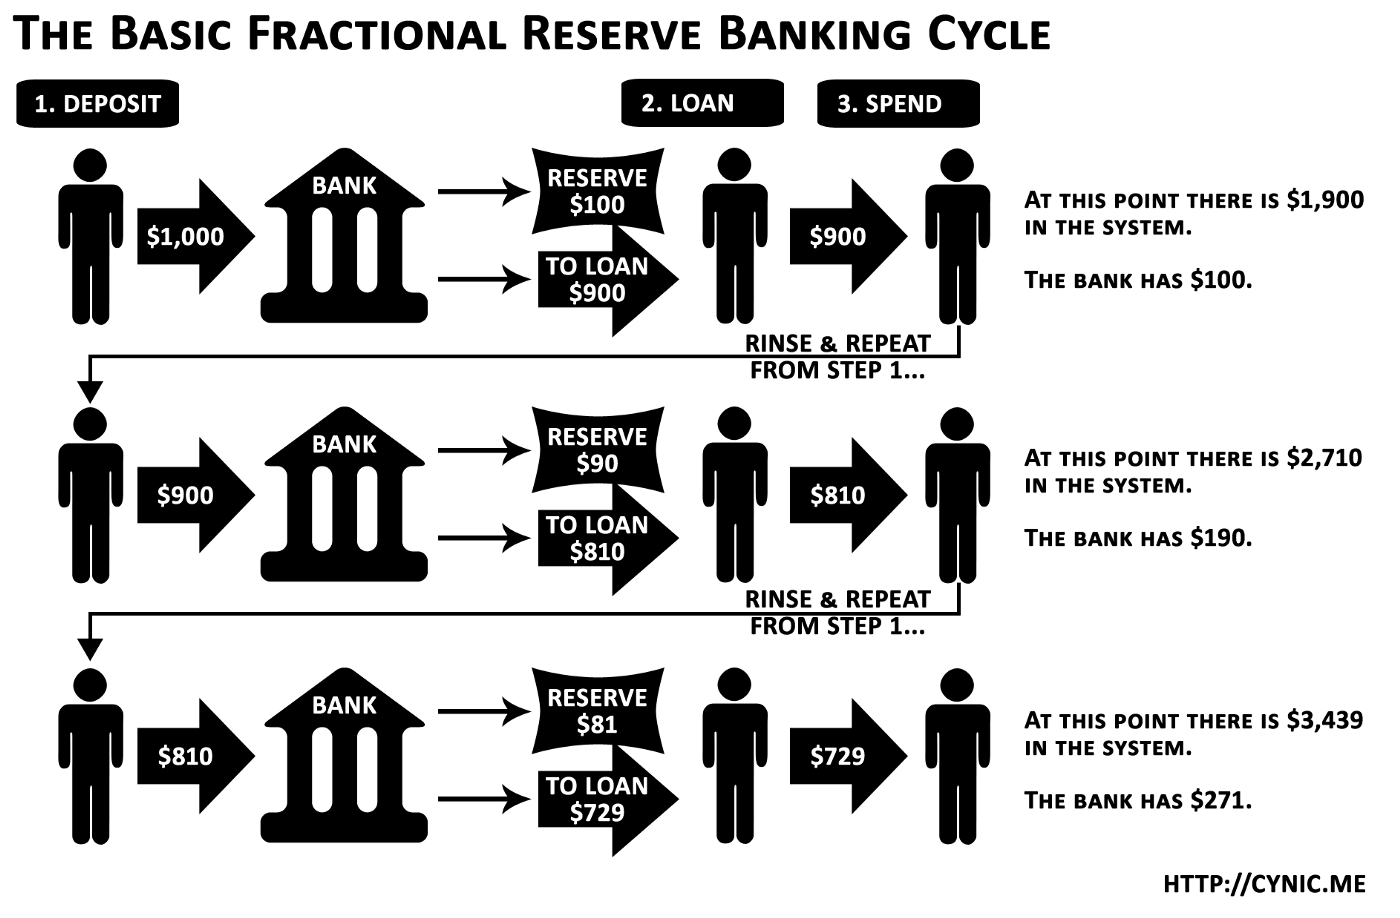 THE BASIC FRACTIONAL RESERVE BANKING CYCLE
1. DEPOSIT
2. LOAN
3. SPEND
$1,000
BANK
RESERVE
$100
TO LOAN
$900
$900
AT THIS POINT THERE IS $1,900
IN THE SYSTEM.
THE BANK HAS $100.
RINSE & REPEAT
FROM STEP 1...
$900
BANK
RESERVE
$90
TO LOAN
$810
$810
AT THIS POINT THERE IS $2,710
IN THE SYSTEM.
THE BANK HAS $190.
RINSE & REPEAT
FROM STEP 1...
$810
BANK
RESERVE
$81
TO LOAN
$729
$729
AT THIS POINT THERE IS $3,439
IN THE SYSTEM.
THE BANK HAS $271.
HTTP://CYNIC.ME